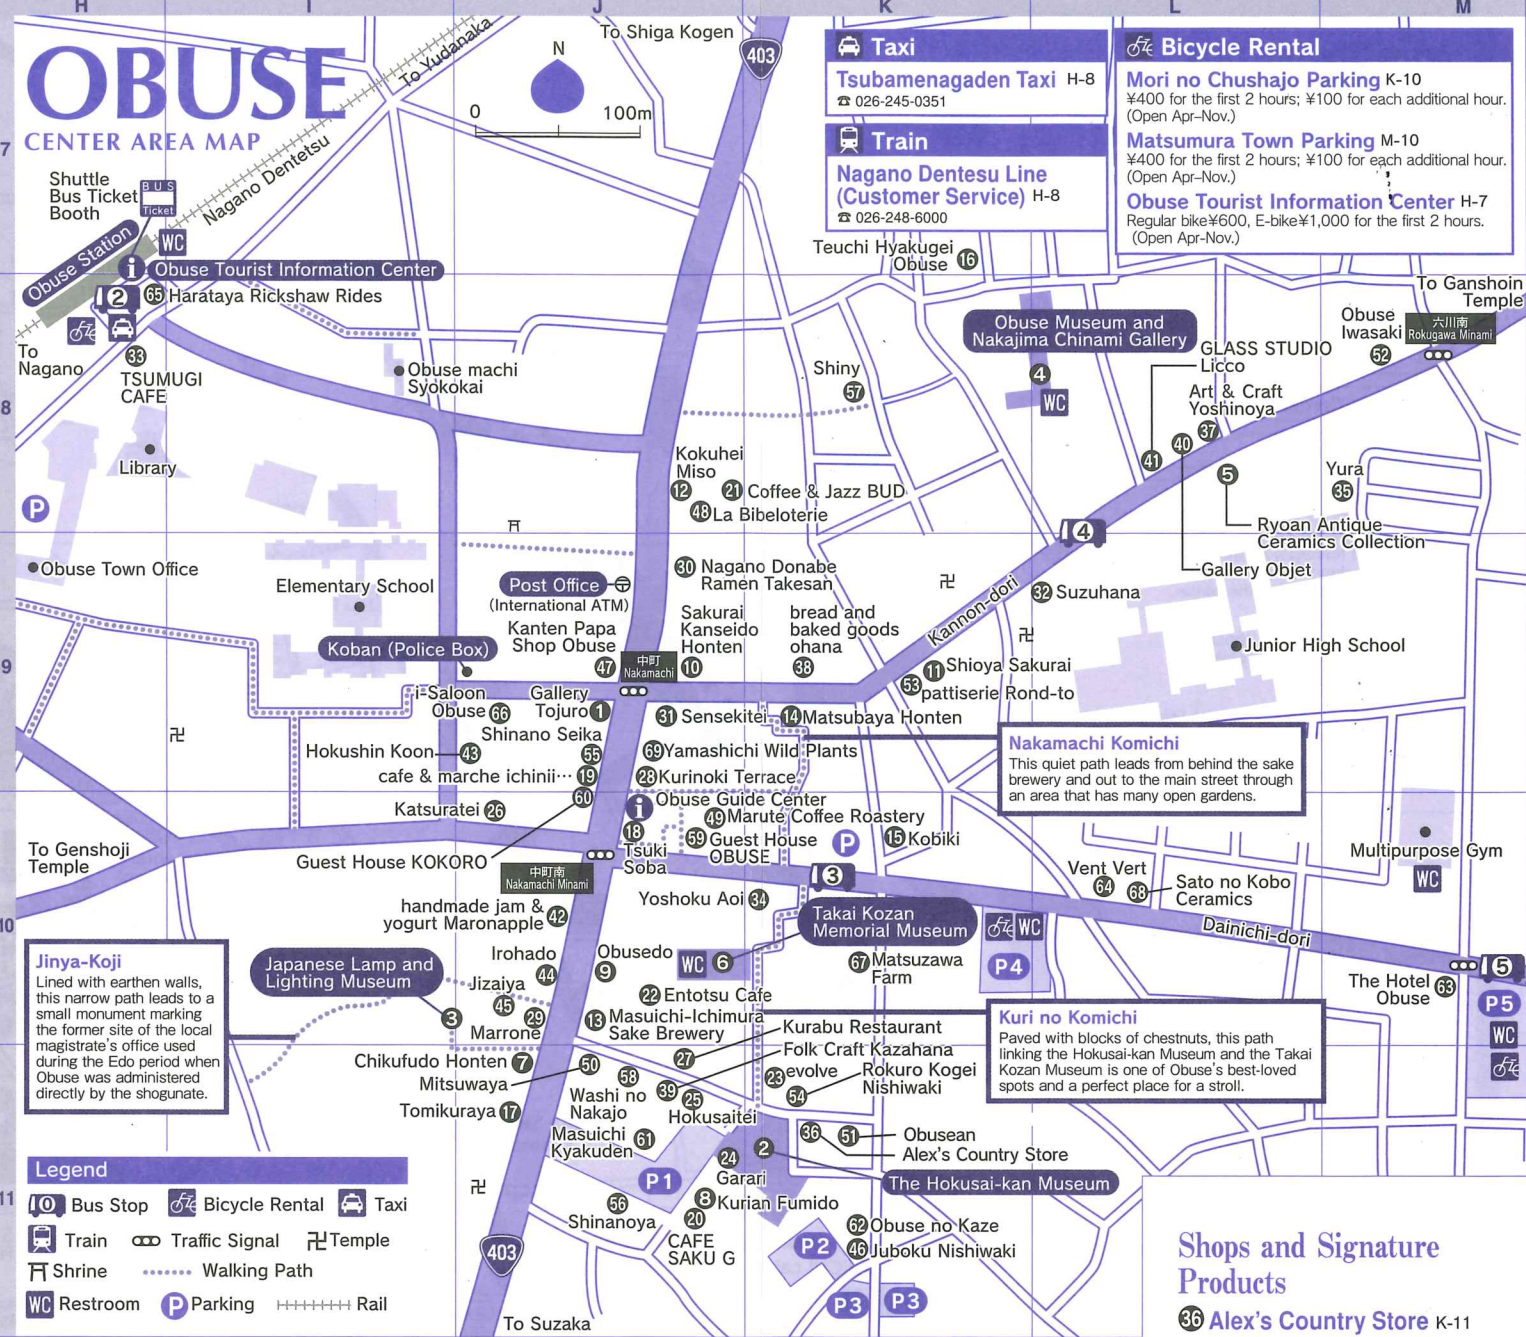 H I J K L M
OBUSE
CENTER AREA MAP
7
8
9
10
11
To Yudanaka
N
0 100m
To Shiga Kogen
403
Taxi
Tsubamenagaden Taxi H-8
☎ 026-245-0351
Train
Nagano Dentesu Line
(Customer Service) H-8
☎ 026-248-6000
Bicycle Rental
Mori no Chushajo Parking K-10
¥400 for the first 2 hours; ¥100 for each additional hour.
(Open Apr–Nov.)
Matsumura Town Parking M-10
¥400 for the first 2 hours; ¥100 for each additional hour.
(Open Apr–Nov.)
Obuse Tourist Information Center H-7
Regular bike¥600, E-bike¥1,000 for the first 2 hours.
(Open Apr-Nov.)
Shuttle
Bus Ticket
Booth
BUS
Ticket
Nagano Dentetsu
Obuse Station
WC
i Obuse Tourist Information Center
2
65 Harataya Rickshaw Rides
To
Nagano
33
TSUMUGI
CAFE
Obuse machi
Syokokai
Library
P
Obuse Town Office
Elementary School
Teuchi Hyakugei
Obuse 16
Obuse Museum and
Nakajima Chinami Gallery
4
WC
Shiny
57
To Ganshoin
Temple
六川南
Rokugawa Minami
Obuse
Iwasaki
52
GLASS STUDIO
Licco
Art & Craft
Yoshinoya
37
40
41
5
Yura
35
Ryoan Antique
Ceramics Collection
Gallery Objet
Kokuhei
Miso
12
21 Coffee & Jazz BUD
48 La Bibeloterie
4
Post Office
(International ATM)
30 Nagano Donabe
Ramen Takesan
Kannon-dori
32 Suzuhana
Junior High School
Koban (Police Box)
Kanten Papa
Shop Obuse
47
中町
Nakamachi
Sakurai
Kanseido
Honten
10
bread and
baked goods
ohana
38
11 Shioya Sakurai
53 pattiserie Rond-to
i-Saloon
Obuse 66
Gallery
Tojuro 1
31 Sensekitei
14 Matsubaya Honten
Shinano Seika
55
Hokushin Koon 43
69 Yamashichi Wild Plants
cafe & marche ichinii… 19
28 Kurinoki Terrace
60
Katsuratei 26
i Obuse Guide Center
49 Marute Coffee Roastery
Nakamachi Komichi
This quiet path leads from behind the sake
brewery and out to the main street through
an area that has many open gardens.
18
Tsuki
Soba
59 Guest House
OBUSE
P
15 Kobiki
Guest House KOKORO
To Genshoji
Temple
中町南
Nakamachi Minami
3
Multipurpose Gym
WC
Vent Vert
64
68 Sato no Kobo
Ceramics
Yoshoku Aoi 34
Takai Kozan
Memorial Museum
handmade jam &
yogurt Maronapple 42
WC
P4
Dainichi-dori
Irohado
44
Obusedo
9
WC 6
67 Matsuzawa
Farm
The Hotel
Obuse 63
5
P5
WC
Jinya-Koji
Lined with earthen walls,
this narrow path leads to a
small monument marking
the former site of the local
magistrate's office used
during the Edo period when
Obuse was administered
directly by the shogunate.
Japanese Lamp and
Lighting Museum
3
Jizaiya
45
29
Marrone
22 Entotsu Cafe
13 Masuichi-Ichimura
Sake Brewery
Kuri no Komichi
Paved with blocks of chestnuts, this path
linking the Hokusai-kan Museum and the Takai
Kozan Museum is one of Obuse's best-loved
spots and a perfect place for a stroll.
Chikufudo Honten 7
Mitsuwaya
50
27
Kurabu Restaurant
Folk Craft Kazahana
23 evolve
Rokuro Kogei
Nishiwaki
54
58
Washi no
Nakajo
39
25
Hokusaitei
Tomikuraya 17
Masuichi
Kyakuden
61
36
51
Obusean
Alex's Country Store
2
24
Garari
The Hokusai-kan Museum
P1
8 Kurian Fumido
56
Shinanoya
20
CAFE
SAKU G
62 Obuse no Kaze
46 Juboku Nishiwaki
P2
P3
P3
403
To Suzaka
Legend
0 Bus Stop
Bicycle Rental
Taxi
Train
Traffic Signal
卍 Temple
Shrine
Walking Path
WC Restroom
P Parking
Rail
Shops and Signature
Products
36 Alex's Country Store K-11